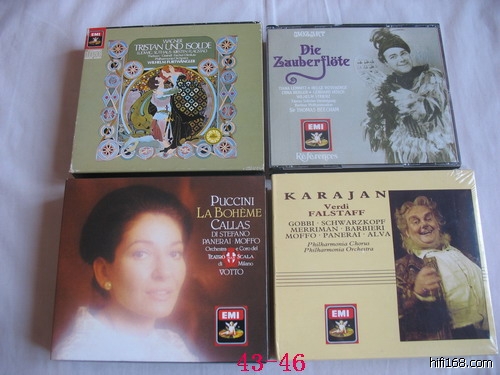 EMI
WAGNER
TRISTAN UND ISOLDE
WILHELM FURTWÄNGLER
MOZART
Die
Zauberflöte
SIR THOMAS BEECHAM
EMI
PUCCINI
LA BOHÈME
CALLAS
DI STEFANO
PANERAI MOFFO
Orchestra e Coro del
TEATRO SCALA
di Milano
VOTTO
EMI
KARAJAN
Verdi
FALSTAFF
GOBBI · SCHWARZKOPF
MERRIMAN · BARBIERI
MOFFO · PANERAI · ALVA
Philharmonia Chorus
Philharmonia Orchestra
EMI
43-46
hifi168.com